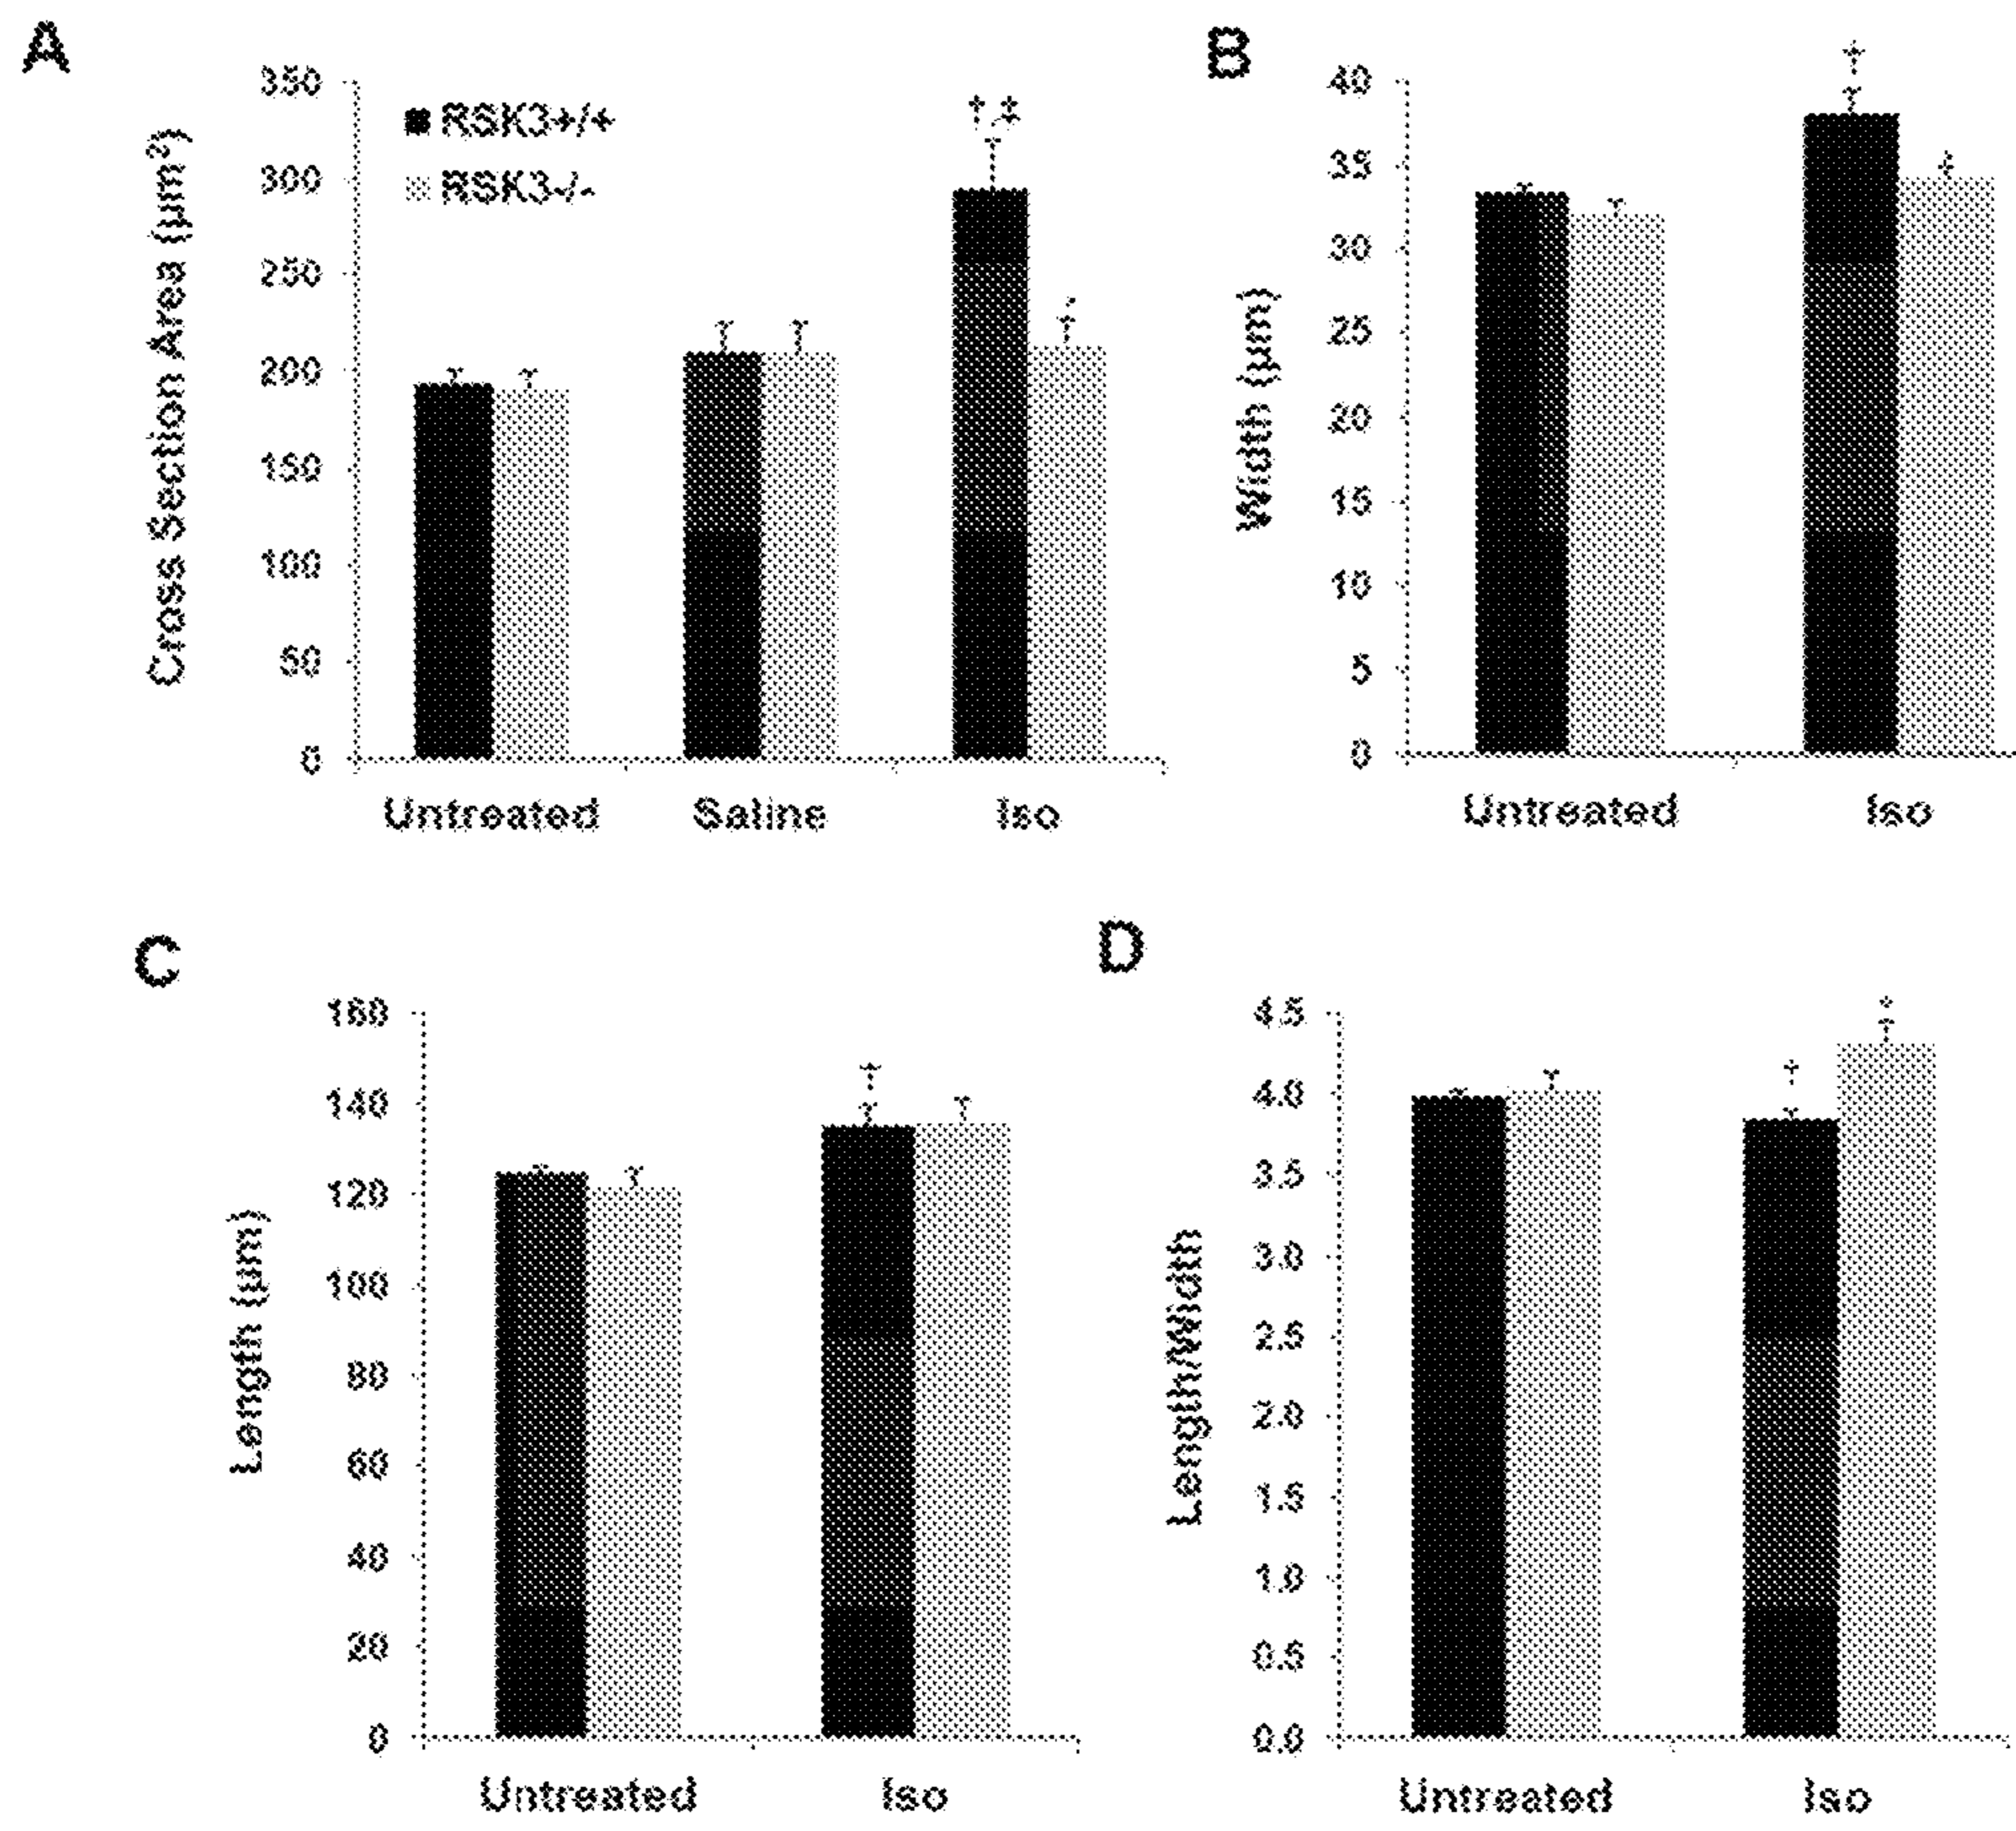 A
350
300
250
200
150
100
50
0
Cross Section Area (µm²)
RSK3+/+
RSK3-/-
†,‡
Untreated Saline Iso
B
40
35
30
25
20
15
10
5
0
Width (µm)
†
Untreated Iso
C
160
140
120
100
80
60
40
20
0
Length (µm)
Untreated Iso
D
4.5
4.0
3.5
3.0
2.5
2.0
1.5
1.0
0.5
0.0
Length/Width
Untreated Iso